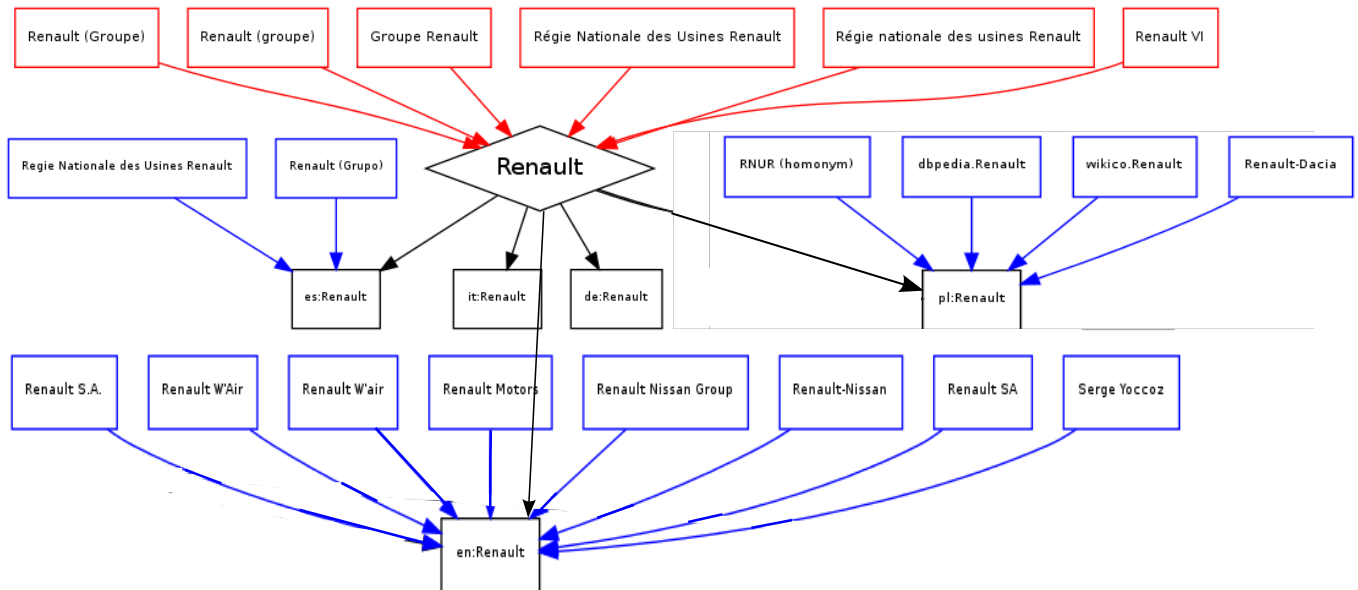 Renault (Groupe)
Renault (groupe)
Groupe Renault
Régie Nationale des Usines Renault
Régie nationale des usines Renault
Renault VI
Regie Nationale des Usines Renault
Renault (Grupo)
Renault
RNUR (homonym)
dbpedia.Renault
wikico.Renault
Renault-Dacia
es:Renault
it:Renault
de:Renault
pl:Renault
Renault S.A.
Renault W'Air
Renault W'air
Renault Motors
Renault Nissan Group
Renault-Nissan
Renault SA
Serge Yoccoz
en:Renault